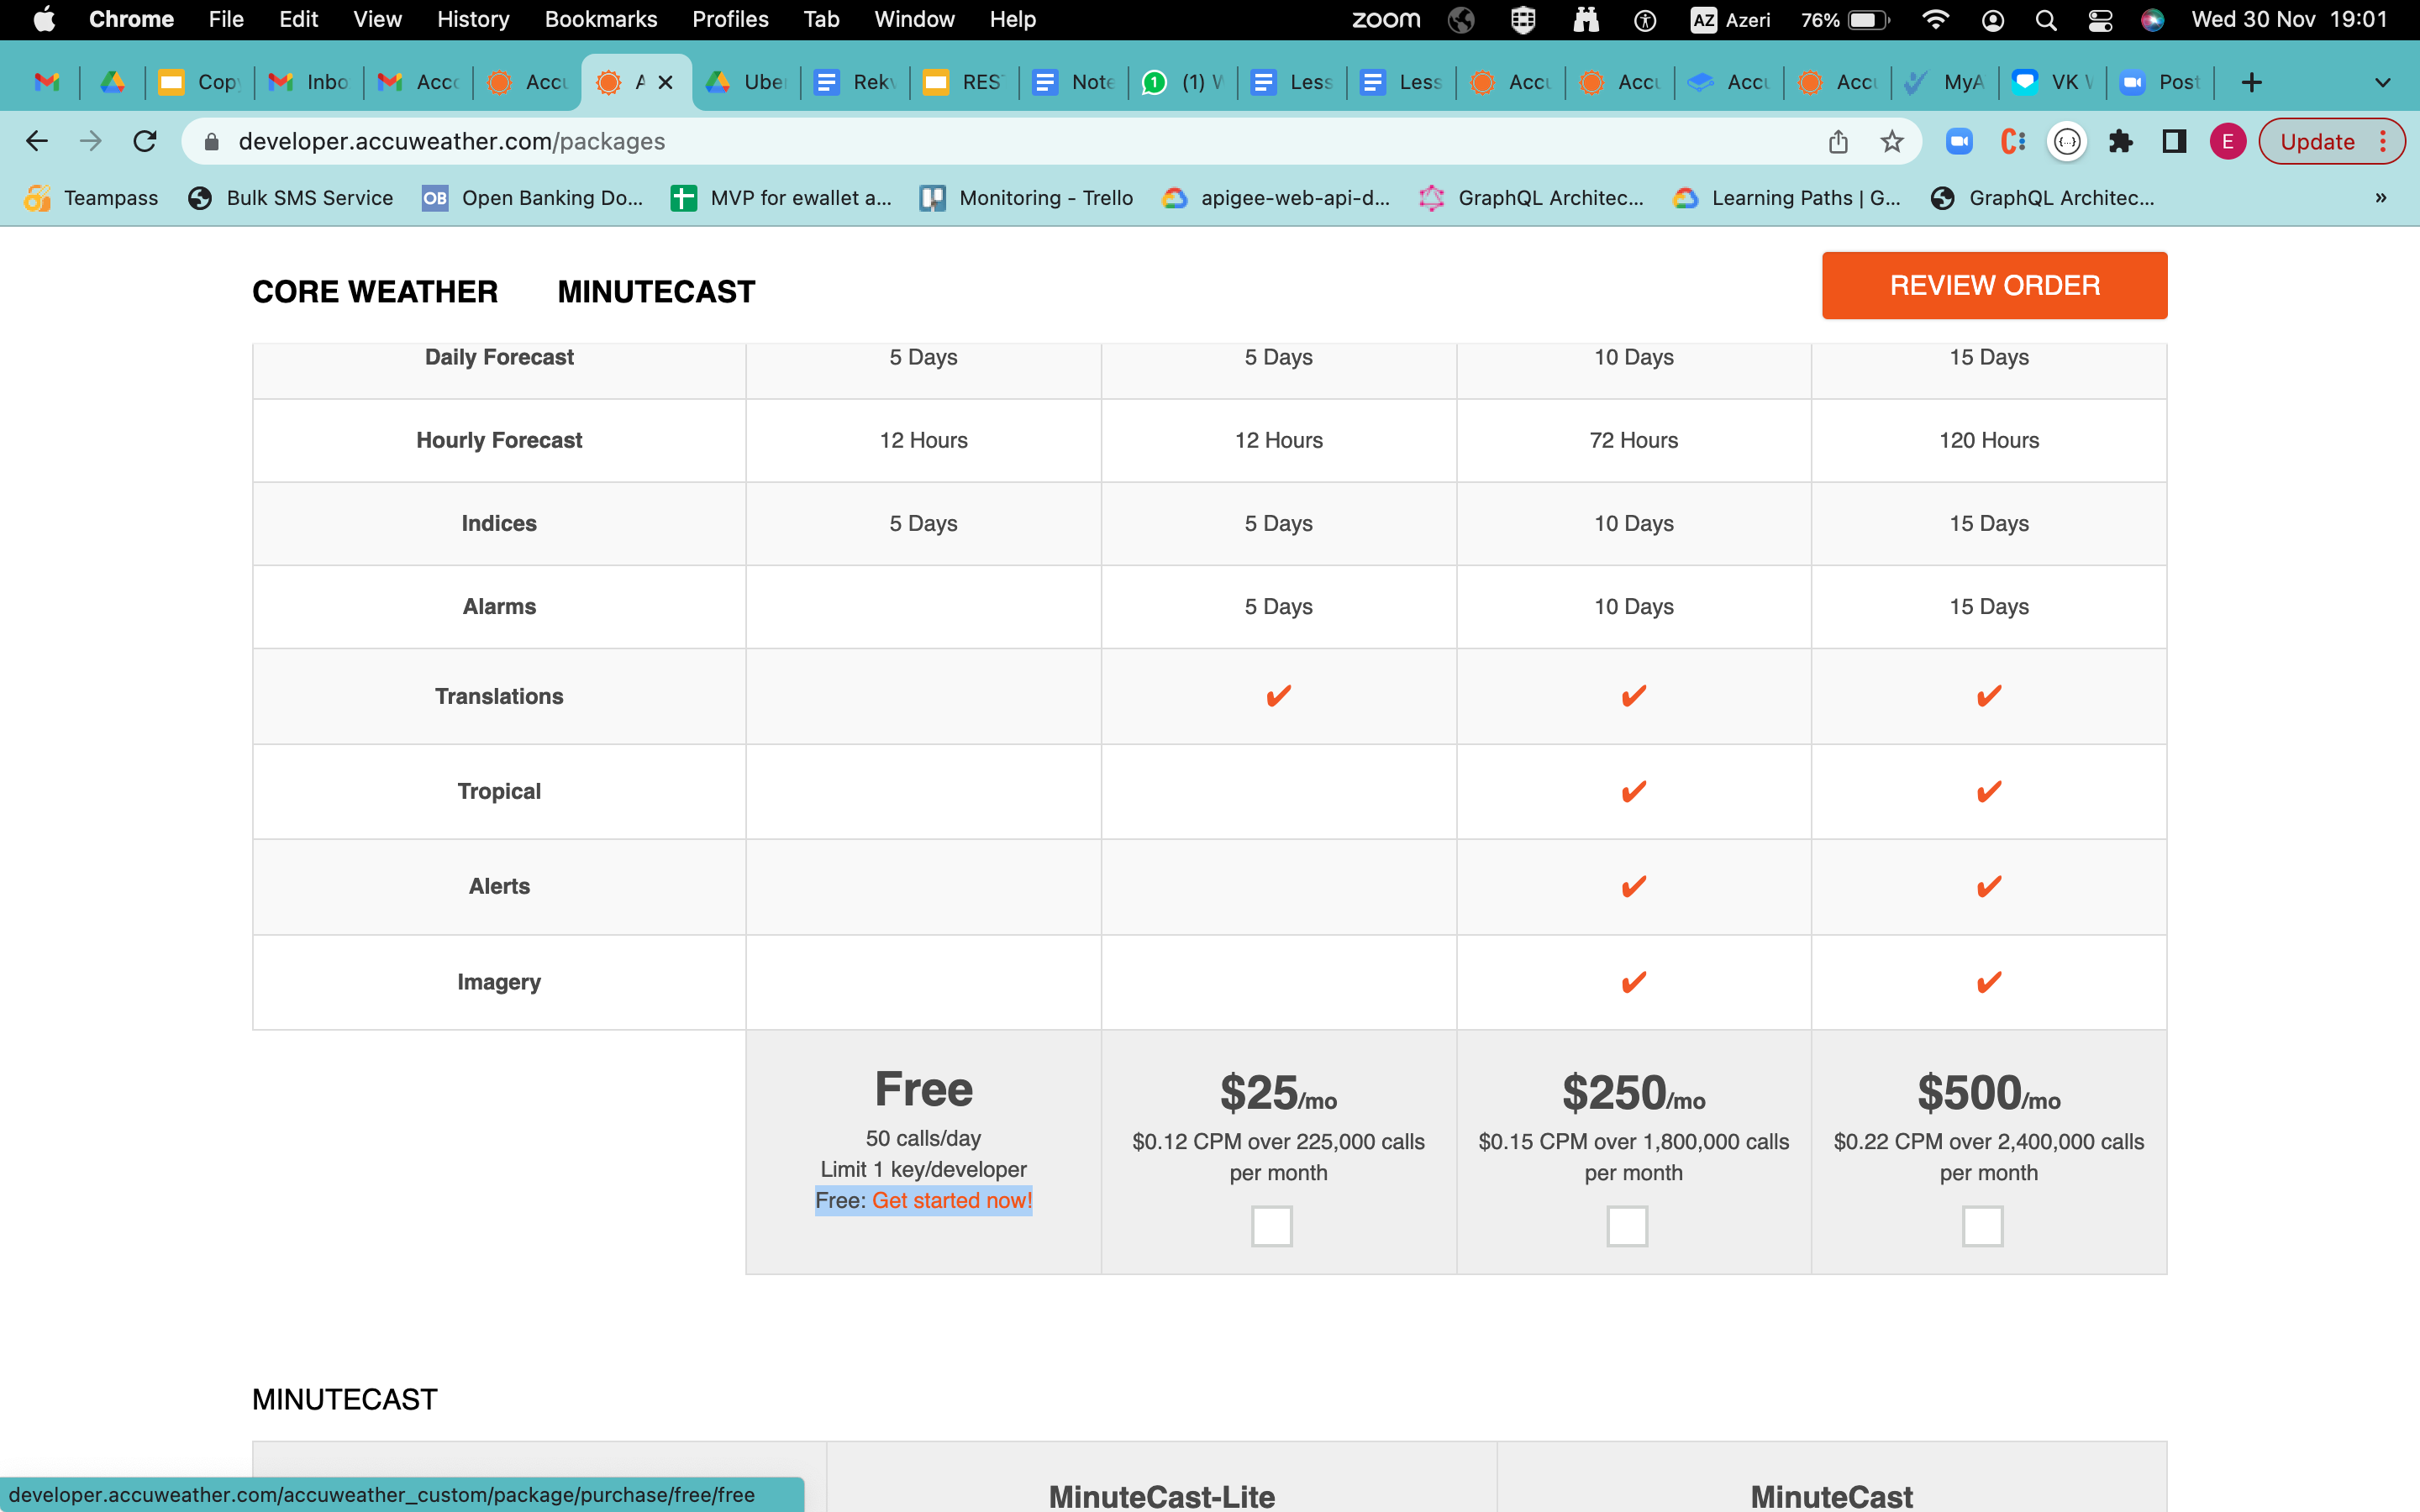 Chrome File Edit View History Bookmarks Profiles Tab Window Help zoom AZ Azeri 76% Wed 30 Nov 19:01
Cop Inbo Acc Acc A Ube Rekv RES Note (1) Less Less Acc Acc Acc Acc MyA VK Post
developer.accuweather.com/packages E Update
Teampass Bulk SMS Service OB Open Banking Do... MVP for ewallet a... Monitoring - Trello apigee-web-api-d... GraphQL Architec... Learning Paths | G... GraphQL Architec... »
CORE WEATHER MINUTECAST REVIEW ORDER
Daily Forecast 5 Days 5 Days 10 Days 15 Days
Hourly Forecast 12 Hours 12 Hours 72 Hours 120 Hours
Indices 5 Days 5 Days 10 Days 15 Days
Alarms 5 Days 10 Days 15 Days
Translations ✔ ✔ ✔
Tropical ✔ ✔
Alerts ✔ ✔
Imagery ✔ ✔
Free $25/mo $250/mo $500/mo
50 calls/day $0.12 CPM over 225,000 calls $0.15 CPM over 1,800,000 calls $0.22 CPM over 2,400,000 calls
Limit 1 key/developer per month per month per month
Free: Get started now!
MINUTECAST
MinuteCast-Lite MinuteCast
developer.accuweather.com/accuweather_custom/package/purchase/free/free